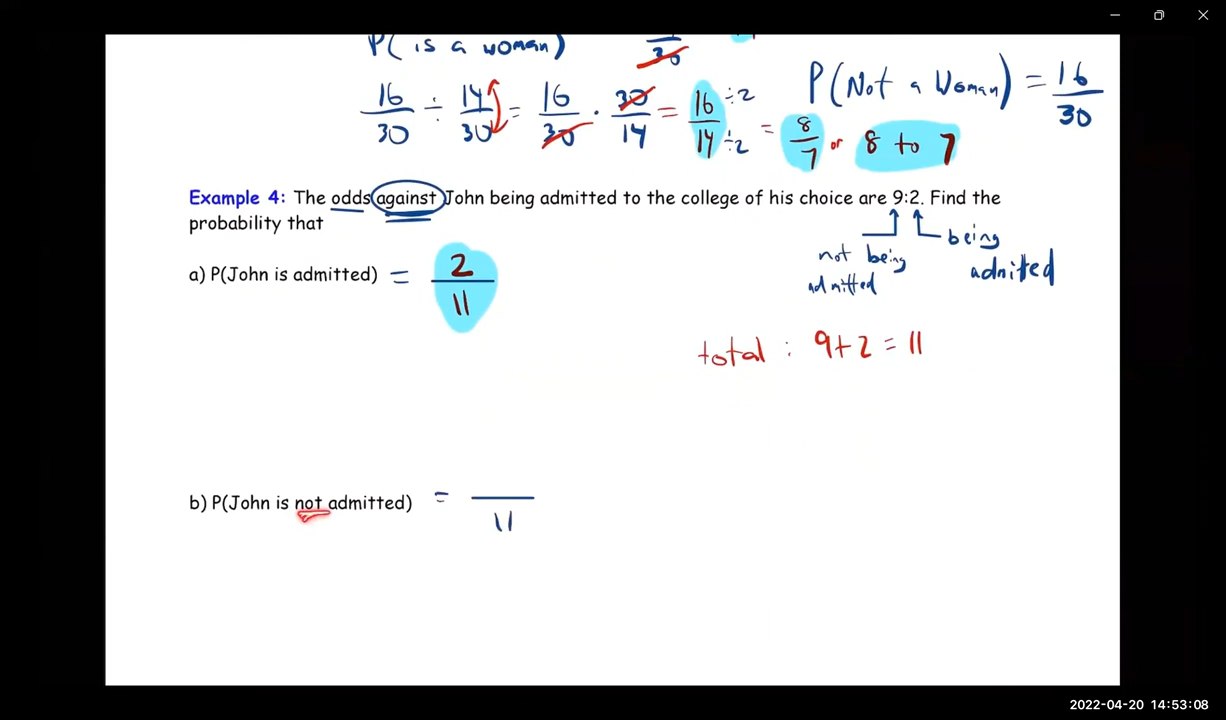 P( is a woman)
30
P(Not a Woman) = 16/30
16/30 ÷ 14/30 = 16/30 · 30/14 = 16/14 ÷2 ÷2 = 8/7 or 8 to 7
Example 4: The odds against John being admitted to the college of his choice are 9:2. Find the
probability that
not being admitted
being admitted
a) P(John is admitted) = 2/11
total : 9+2 = 11
b) P(John is not admitted) = /11
2022-04-20 14:53:08